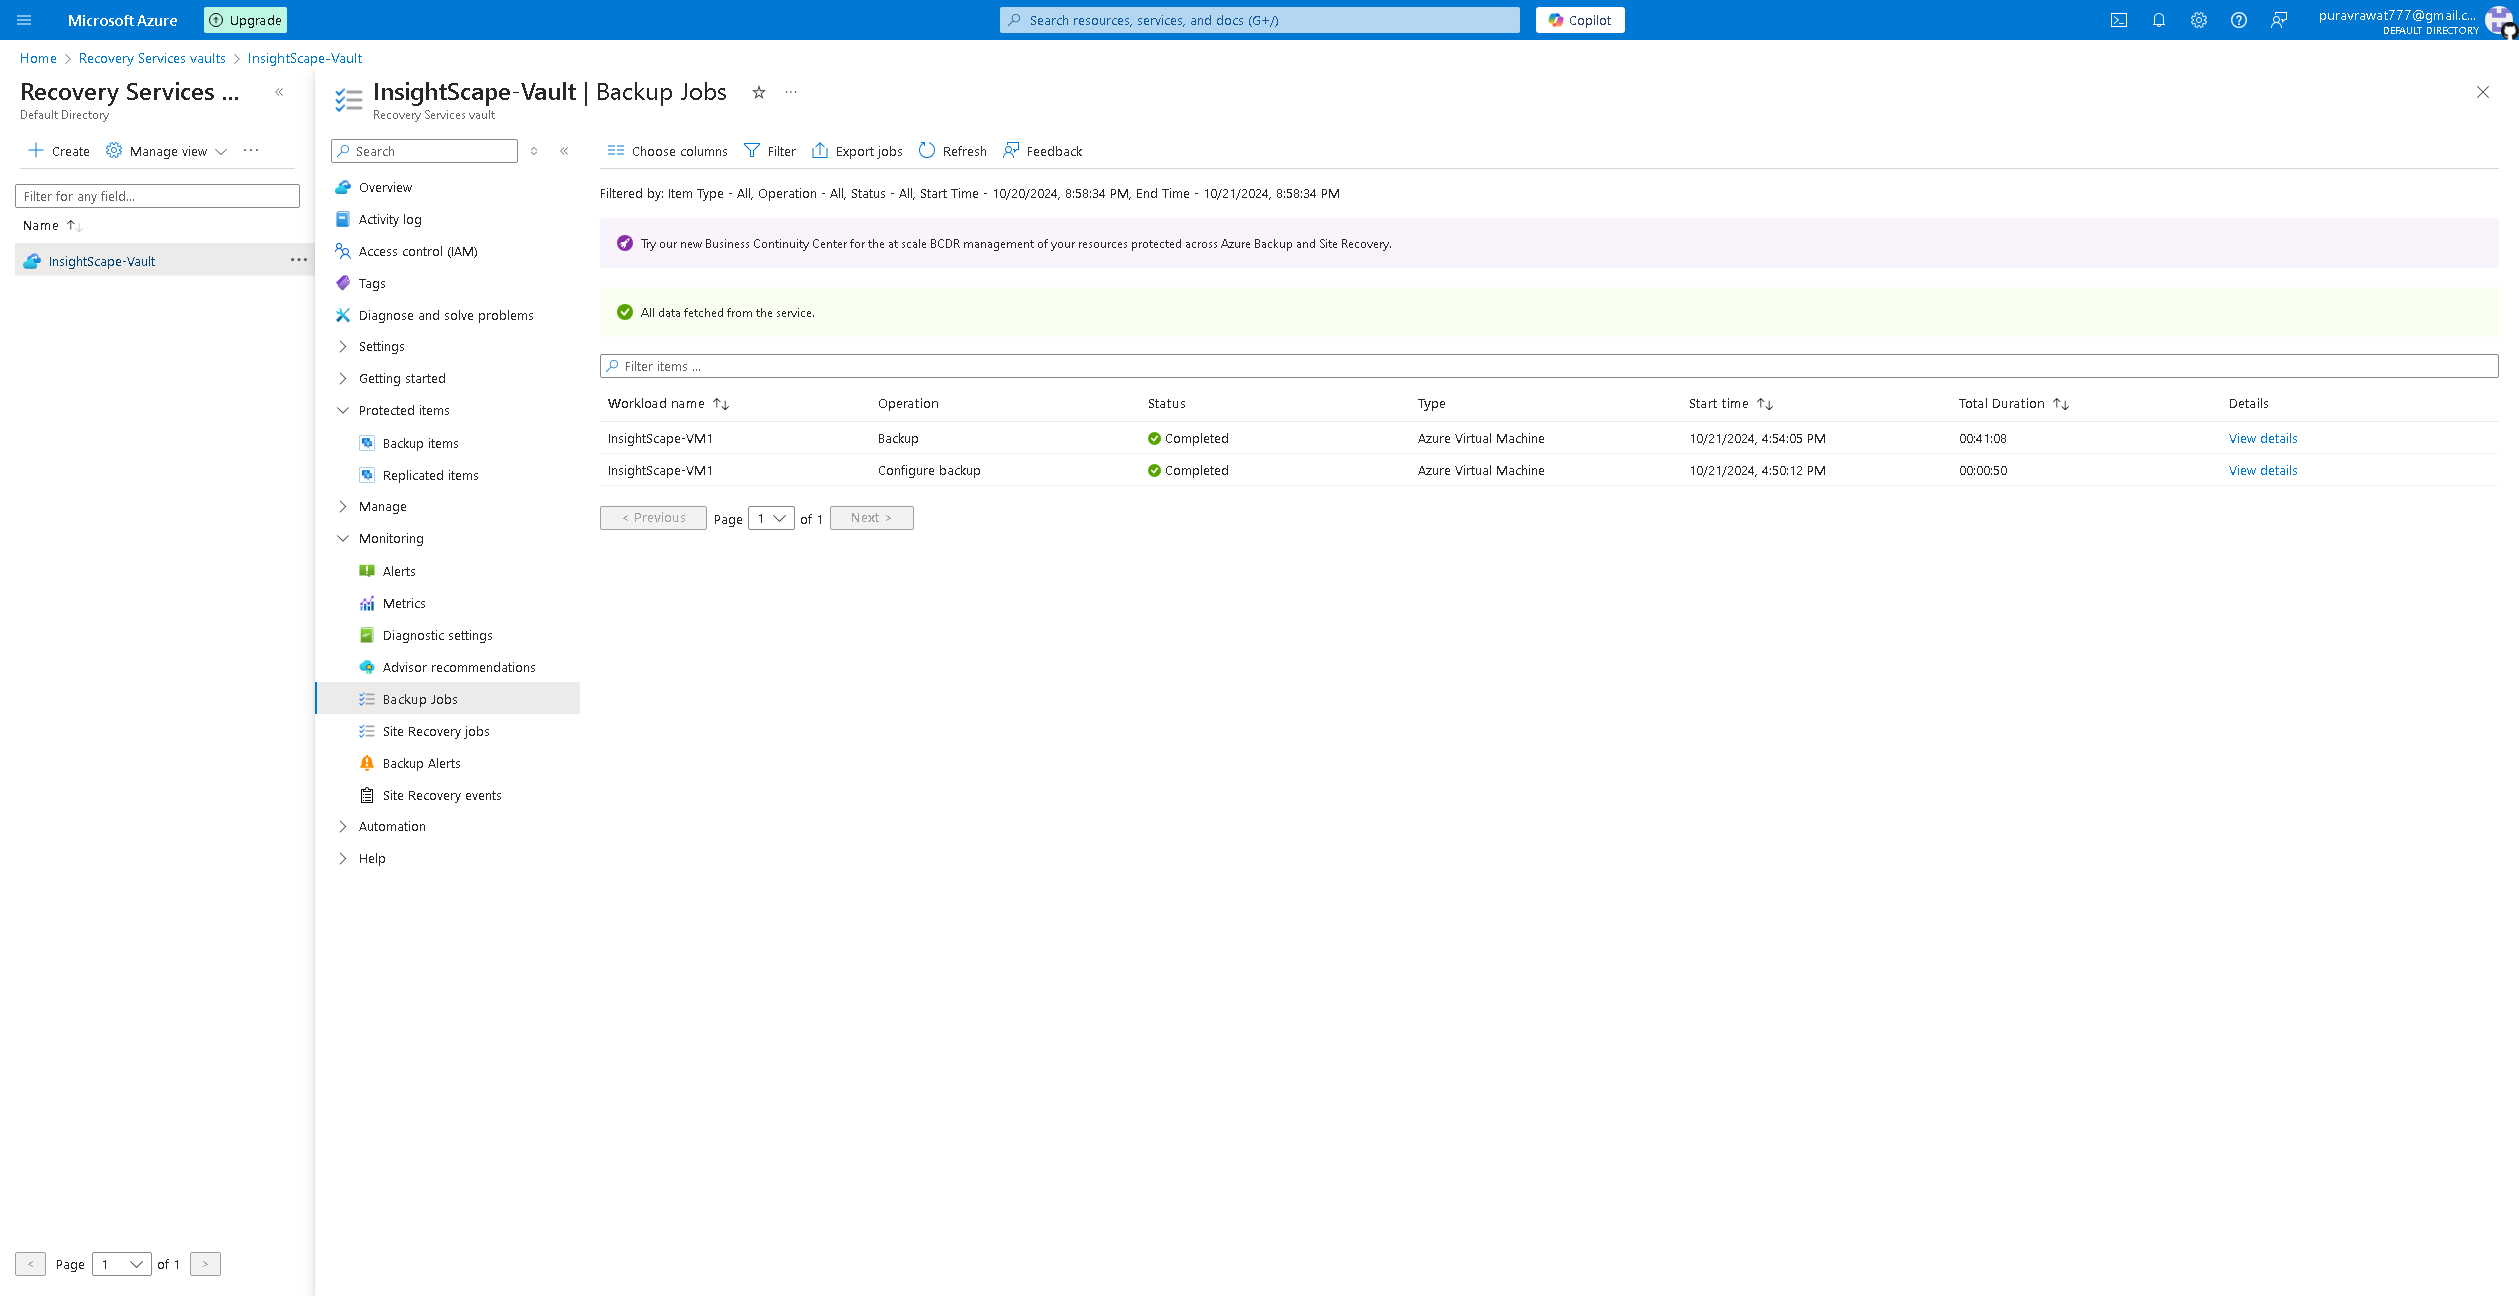 Microsoft Azure
Upgrade
Search resources, services, and docs (G+/)
Copilot
puravrawat777@gmail.c...
DEFAULT DIRECTORY
Home > Recovery Services vaults > InsightScape-Vault
Recovery Services ...
Default Directory
Create
Manage view
Filter for any field...
Name
InsightScape-Vault
Page 1 of 1
InsightScape-Vault | Backup Jobs
Recovery Services vault
Search
Overview
Activity log
Access control (IAM)
Tags
Diagnose and solve problems
Settings
Getting started
Protected items
Backup items
Replicated items
Manage
Monitoring
Alerts
Metrics
Diagnostic settings
Advisor recommendations
Backup Jobs
Site Recovery jobs
Backup Alerts
Site Recovery events
Automation
Help
Choose columns Filter Export jobs Refresh Feedback
Filtered by: Item Type - All, Operation - All, Status - All, Start Time - 10/20/2024, 8:58:34 PM, End Time - 10/21/2024, 8:58:34 PM
Try our new Business Continuity Center for the at scale BCDR management of your resources protected across Azure Backup and Site Recovery.
All data fetched from the service.
Filter items ...
Workload name Operation Status Type Start time Total Duration Details
InsightScape-VM1 Backup Completed Azure Virtual Machine 10/21/2024, 4:54:05 PM 00:41:08 View details
InsightScape-VM1 Configure backup Completed Azure Virtual Machine 10/21/2024, 4:50:12 PM 00:00:50 View details
< Previous Page 1 of 1 Next >